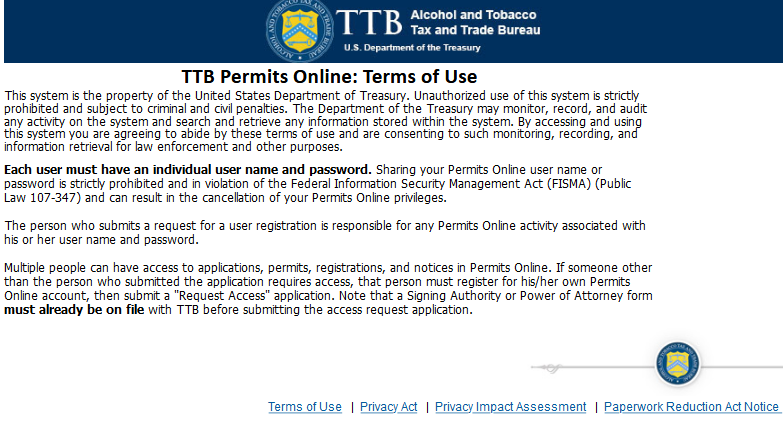 TTB Alcohol and Tobacco
Tax and Trade Bureau
U.S. Department of the Treasury
TTB Permits Online: Terms of Use
This system is the property of the United States Department of Treasury. Unauthorized use of this system is strictly
prohibited and subject to criminal and civil penalties. The Department of the Treasury may monitor, record, and audit
any activity on the system and search and retrieve any information stored within the system. By accessing and using
this system you are agreeing to abide by these terms of use and are consenting to such monitoring, recording, and
information retrieval for law enforcement and other purposes.
Each user must have an individual user name and password. Sharing your Permits Online user name or
password is strictly prohibited and in violation of the Federal Information Security Management Act (FISMA) (Public
Law 107-347) and can result in the cancellation of your Permits Online privileges.
The person who submits a request for a user registration is responsible for any Permits Online activity associated with
his or her user name and password.
Multiple people can have access to applications, permits, registrations, and notices in Permits Online. If someone other
than the person who submitted the application requires access, that person must register for his/her own Permits
Online account, then submit a "Request Access" application. Note that a Signing Authority or Power of Attorney form
must already be on file with TTB before submitting the access request application.
Terms of Use | Privacy Act | Privacy Impact Assessment | Paperwork Reduction Act Notice